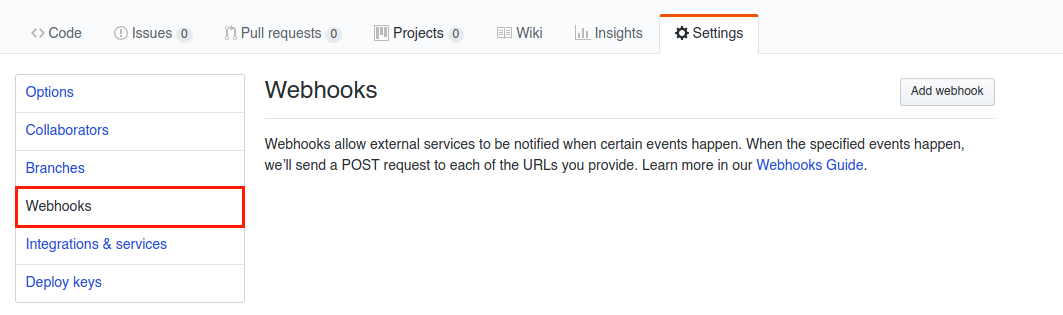 Code Issues 0 Pull requests 0 Projects 0 Wiki Insights Settings
Options
Collaborators
Branches
Webhooks
Integrations & services
Deploy keys
Webhooks
Add webhook
Webhooks allow external services to be notified when certain events happen. When the specified events happen,
we'll send a POST request to each of the URLs you provide. Learn more in our Webhooks Guide.